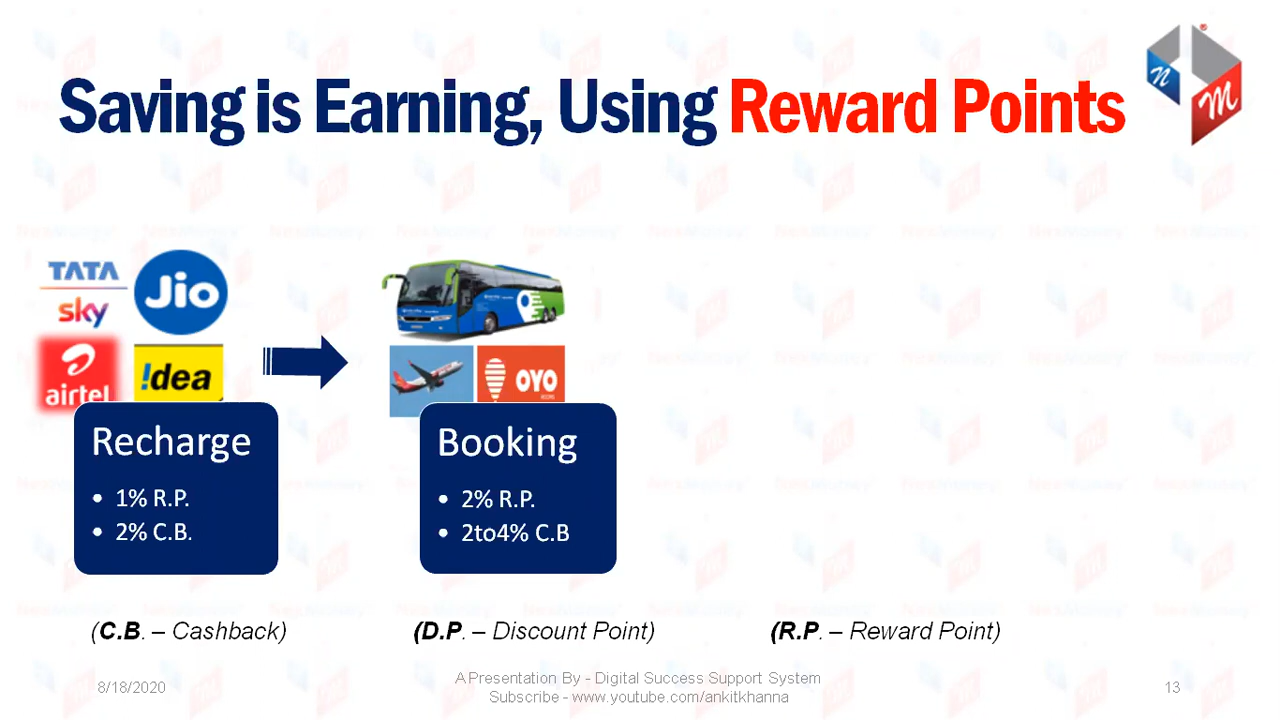 Saving is Earning, Using Reward Points
n
m
TATA
sky
Jio
airtel
!dea
OYO
Recharge
• 1% R.P.
• 2% C.B.
Booking
• 2% R.P.
• 2to4% C.B
(C.B. – Cashback)
(D.P. – Discount Point)
(R.P. – Reward Point)
8/18/2020
A Presentation By - Digital Success Support System
Subscribe - www.youtube.com/ankitkhanna
13